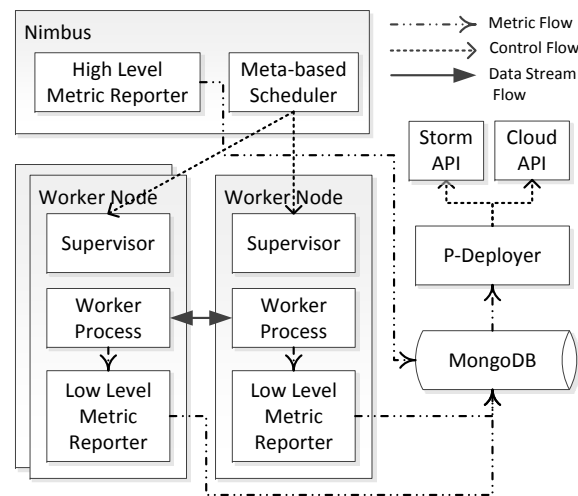 Nimbus
High Level
Metric Reporter
Meta-based
Scheduler
Metric Flow
Control Flow
Data Stream
Flow
Storm
API
Cloud
API
Worker Node
Supervisor
Worker
Process
Low Level
Metric
Reporter
Worker Node
Supervisor
Worker
Process
Low Level
Metric
Reporter
P-Deployer
MongoDB